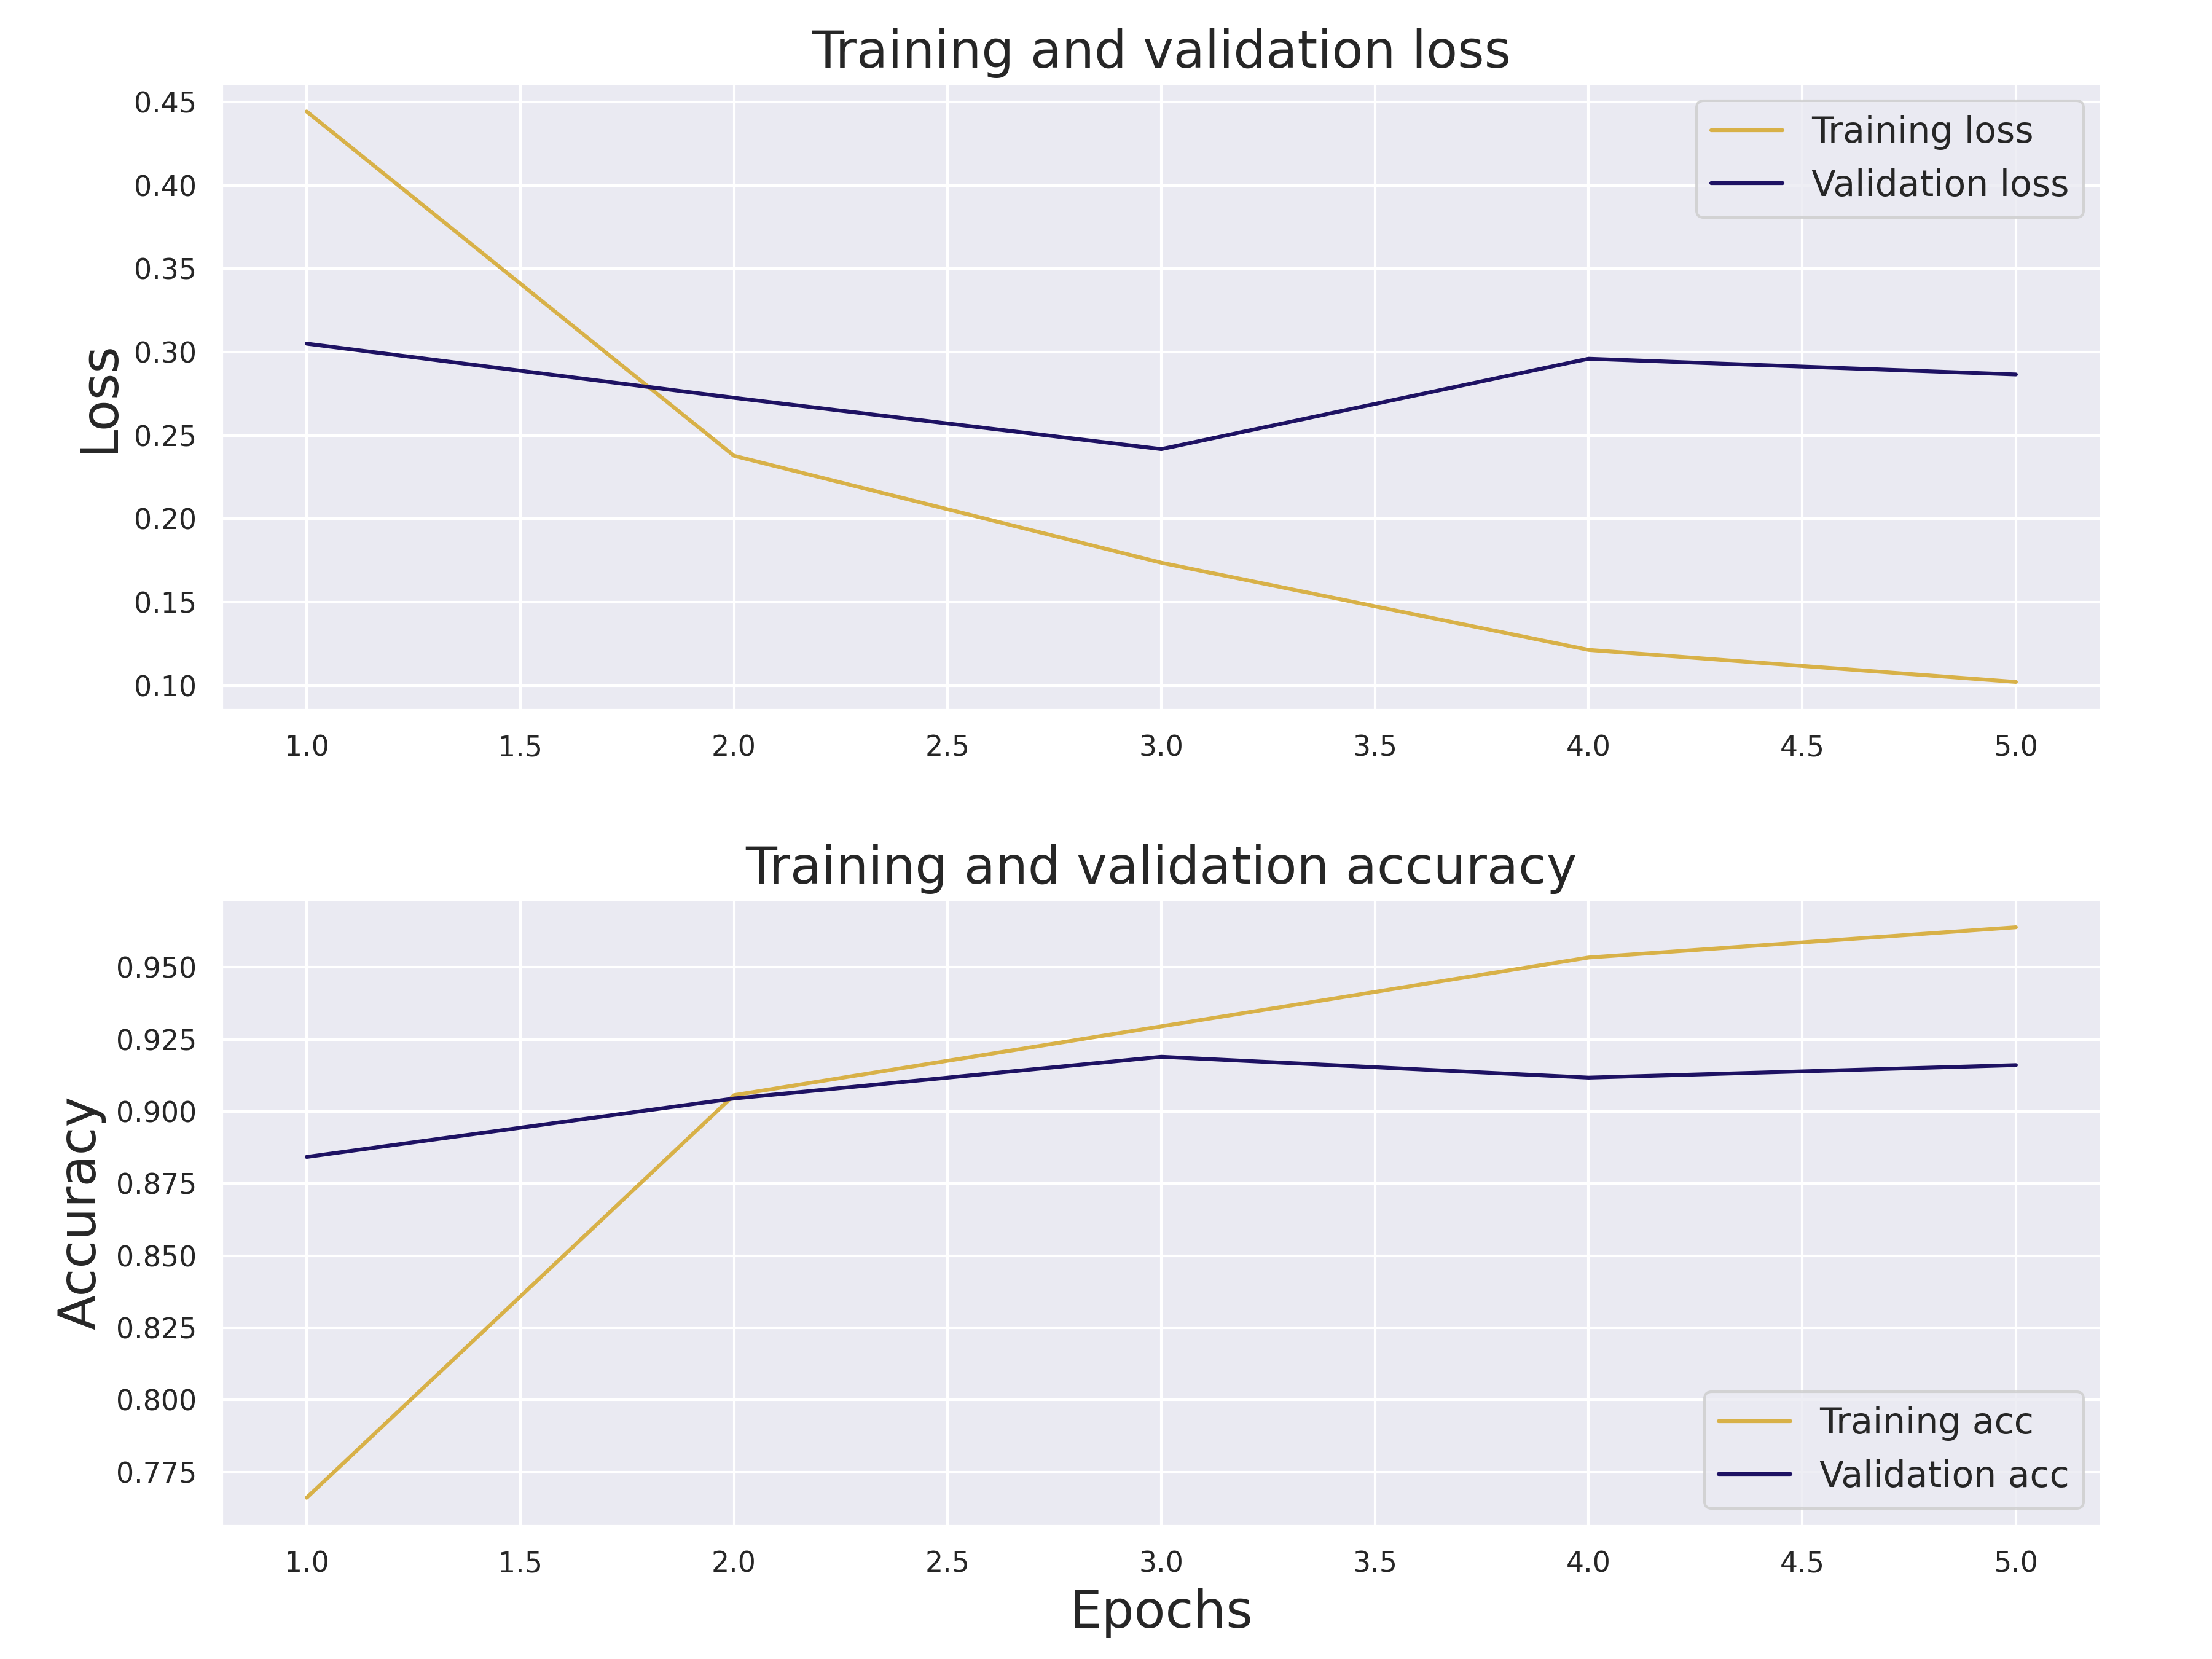 Training and validation loss
0.45
0.40
0.35
0.30
0.25
0.20
0.15
0.10
Loss
Training loss
Validation loss
1.0 1.5 2.0 2.5 3.0 3.5 4.0 4.5 5.0
Training and validation accuracy
0.950
0.925
0.900
0.875
0.850
0.825
0.800
0.775
Accuracy
Training acc
Validation acc
1.0 1.5 2.0 2.5 3.0 3.5 4.0 4.5 5.0
Epochs